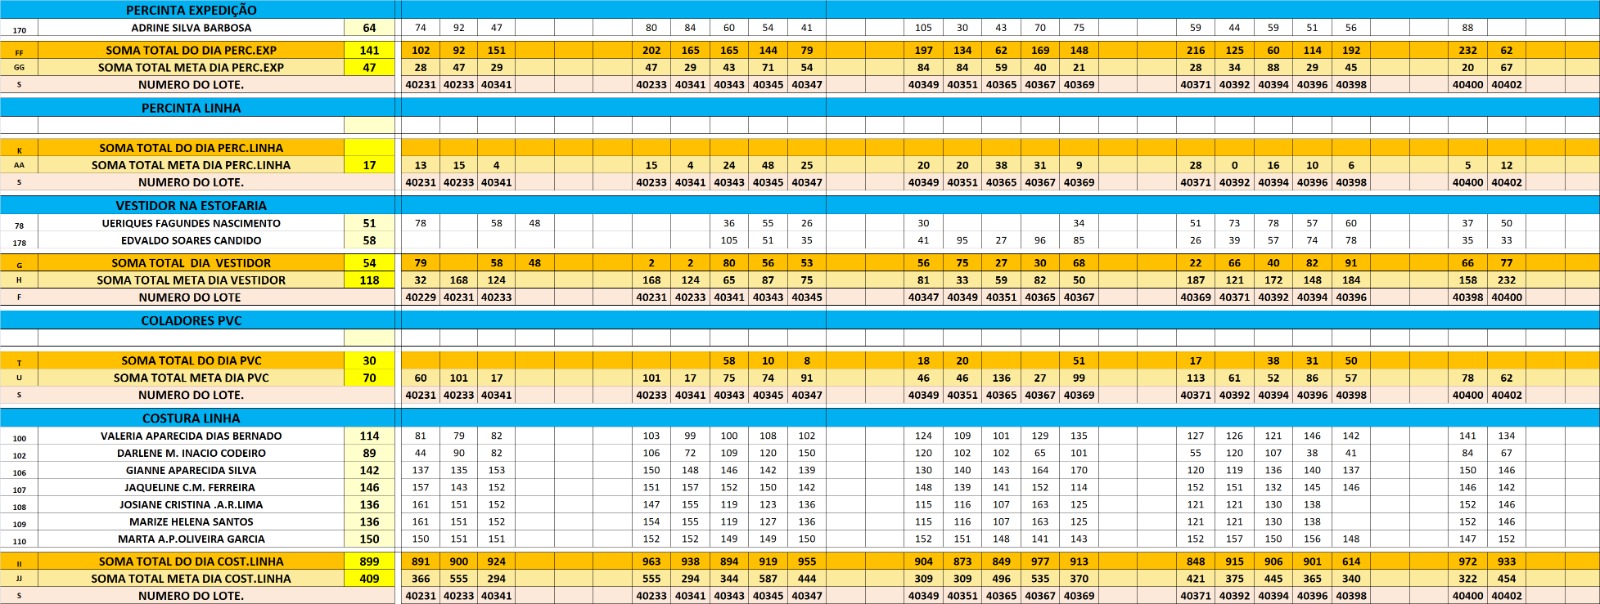 PERCINTA EXPEDIÇÃO
170 ADRINE SILVA BARBOSA 64 74 92 47 80 84 60 54 41 105 30 43 70 75 59 44 59 51 56 88
FF SOMA TOTAL DO DIA PERC.EXP 141 102 92 151 202 165 165 144 79 197 134 62 169 148 216 125 60 114 192 232 62
GG SOMA TOTAL META DIA PERC.EXP 47 28 47 29 47 29 43 71 54 84 84 59 40 21 28 34 88 29 45 20 67
S NUMERO DO LOTE. 40231 40233 40341 40233 40341 40343 40345 40347 40349 40351 40365 40367 40369 40371 40392 40394 40396 40398 40400 40402
PERCINTA LINHA
K SOMA TOTAL DO DIA PERC.LINHA
AA SOMA TOTAL META DIA PERC.LINHA 17 13 15 4 15 4 24 48 25 20 20 38 31 9 28 0 16 10 6 5 12
S NUMERO DO LOTE. 40231 40233 40341 40233 40341 40343 40345 40347 40349 40351 40365 40367 40369 40371 40392 40394 40396 40398 40400 40402
VESTIDOR NA ESTOFARIA
78 UERIQUES FAGUNDES NASCIMENTO 51 78 58 48 36 55 26 30 34 51 73 78 57 60 37 50
178 EDVALDO SOARES CANDIDO 58 105 51 35 41 95 27 96 85 26 39 57 74 78 35 33
G SOMA TOTAL DIA VESTIDOR 54 79 58 48 2 2 80 56 53 56 75 27 30 68 22 66 40 82 91 66 77
H SOMA TOTAL META DIA VESTIDOR 118 32 168 124 168 124 65 87 75 81 33 59 82 50 187 121 172 148 184 158 232
F NUMERO DO LOTE 40229 40231 40233 40231 40233 40341 40343 40345 40347 40349 40351 40365 40367 40369 40371 40392 40394 40396 40398 40400
COLADORES PVC
T SOMA TOTAL DO DIA PVC 30 58 10 8 18 20 51 17 38 31 50
U SOMA TOTAL META DIA PVC 70 60 101 17 101 17 75 74 91 46 46 136 27 99 113 61 52 86 57 78 62
S NUMERO DO LOTE. 40231 40233 40341 40233 40341 40343 40345 40347 40349 40351 40365 40367 40369 40371 40392 40394 40396 40398 40400 40402
COSTURA LINHA
100 VALERIA APARECIDA DIAS BERNADO 114 81 79 82 103 99 100 108 102 124 109 101 129 135 127 126 121 146 142 141 134
102 DARLENE M. INACIO CODEIRO 89 44 90 82 106 72 109 120 150 120 102 102 65 101 55 120 107 38 41 84 67
106 GIANNE APARECIDA SILVA 142 137 135 153 150 148 146 142 139 130 140 143 164 170 120 119 136 140 137 150 146
107 JAQUELINE C.M. FERREIRA 146 157 143 152 151 157 152 150 142 148 139 141 152 114 152 151 132 145 146 146 142
108 JOSIANE CRISTINA .A.R.LIMA 136 161 151 152 147 155 119 123 136 115 116 107 163 125 121 121 130 138 152 146
109 MARIZE HELENA SANTOS 136 161 151 152 154 155 119 127 136 115 116 107 163 125 121 121 130 138 152 146
110 MARTA A.P.OLIVEIRA GARCIA 150 150 151 151 152 152 149 149 150 152 151 148 141 143 152 157 150 156 148 147 152
II SOMA TOTAL DO DIA COST.LINHA 899 891 900 924 963 938 894 919 955 904 873 849 977 913 848 915 906 901 614 972 933
JJ SOMA TOTAL META DIA COST.LINHA 409 366 555 294 555 294 344 587 444 309 309 496 535 370 421 375 445 365 340 322 454
S NUMERO DO LOTE. 40231 40233 40341 40233 40341 40343 40345 40347 40349 40351 40365 40367 40369 40371 40392 40394 40396 40398 40400 40402